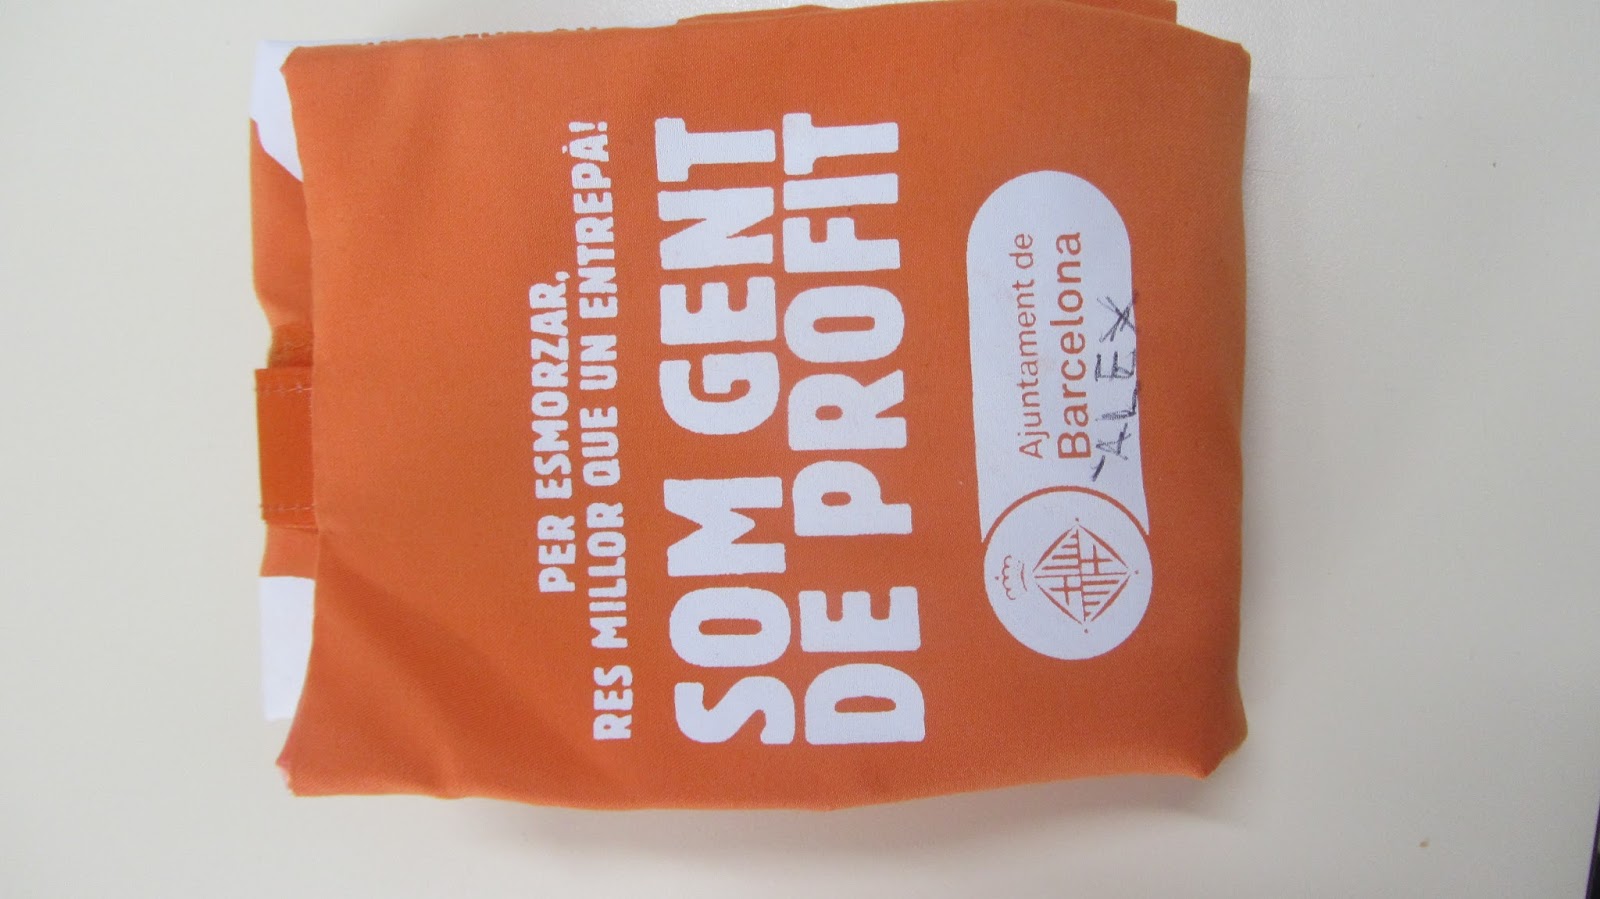 PER ESMORZAR,
RES MILLOR QUE UN ENTREPÀ!
SOM GENT
DE PROFIT
Ajuntament de
Barcelona
ALEX